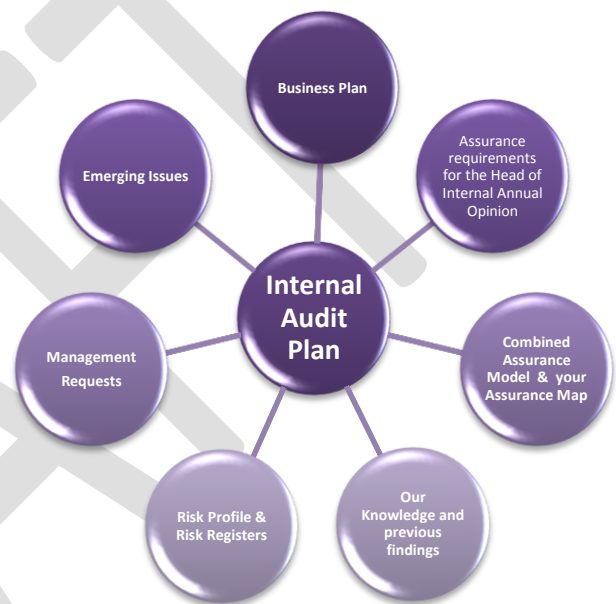 Business Plan
Assurance
requirements
for the Head of
Internal Annual
Opinion
Emerging Issues
Internal
Audit
Plan
Combined
Assurance
Model & your
Assurance Map
Management
Requests
Our
Knowledge and
previous
findings
Risk Profile &
Risk Registers